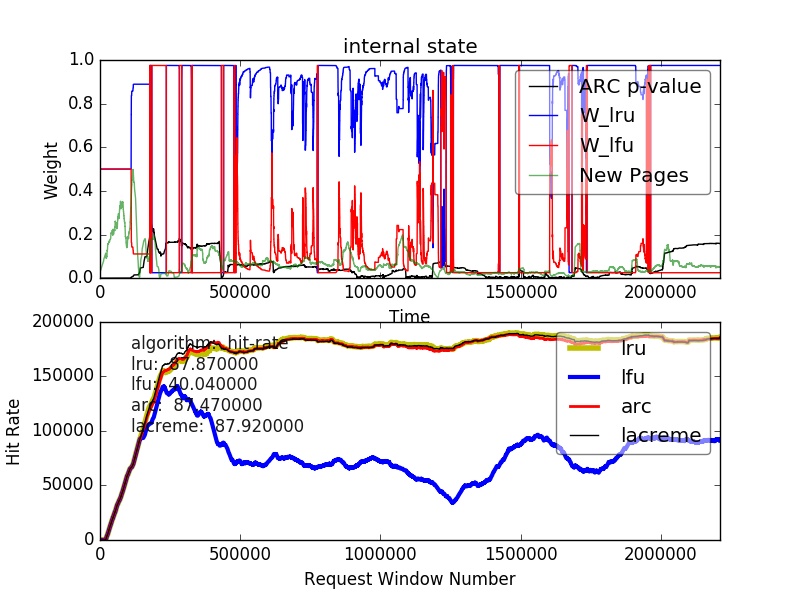 internal state
1.0
0.8
0.6
0.4
0.2
0.0
Weight
ARC p-value
W_lru
W_lfu
New Pages
0 500000 1000000 1500000 2000000
Time
200000
150000
100000
50000
0
Hit Rate
algorithm: hit-rate
lru: 87.870000
lfu: 40.040000
arc: 87.470000
lacreme: 87.920000
lru
lfu
arc
lacreme
0 500000 1000000 1500000 2000000
Request Window Number